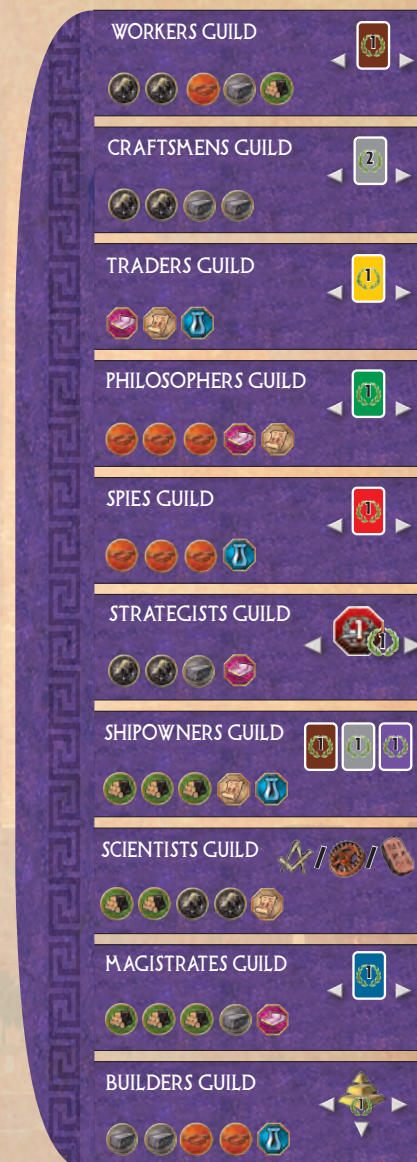 WORKERS GUILD
1
CRAFTSMENS GUILD
2
TRADERS GUILD
1
PHILOSOPHERS GUILD
1
SPIES GUILD
1
STRATEGISTS GUILD
-1 1
SHIPOWNERS GUILD
1 1 1
SCIENTISTS GUILD / /
MAGISTRATES GUILD
1
BUILDERS GUILD
1